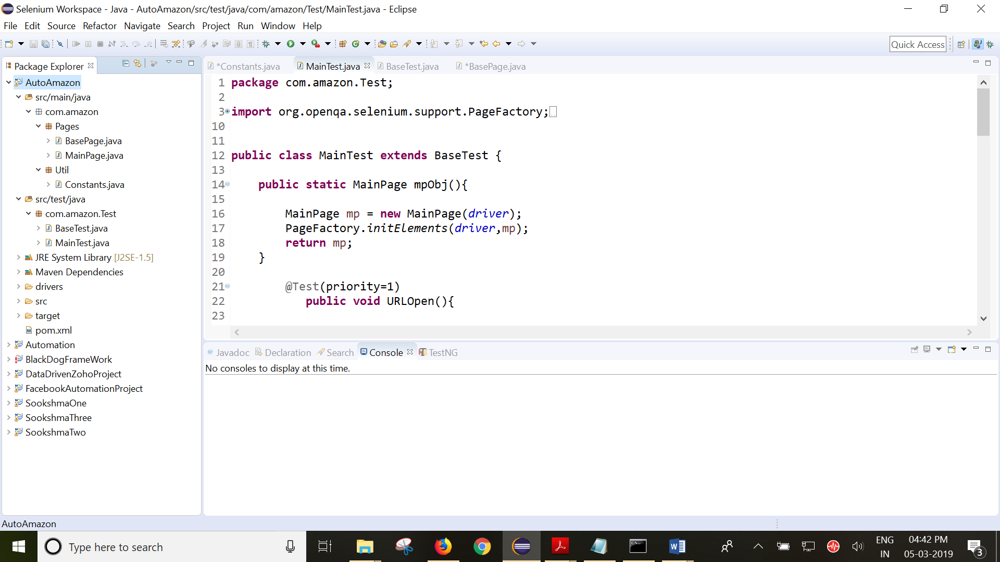 Selenium Workspace - Java - AutoAmazon/src/test/java/com/amazon/Test/MainTest.java - Eclipse
File Edit Source Refactor Navigate Search Project Run Window Help
Quick Access
Package Explorer
AutoAmazon
src/main/java
com.amazon
Pages
BasePage.java
MainPage.java
Util
Constants.java
src/test/java
com.amazon.Test
BaseTest.java
MainTest.java
JRE System Library [J2SE-1.5]
Maven Dependencies
drivers
src
target
pom.xml
Automation
BlackDogFrameWork
DataDrivenZohoProject
FacebookAutomationProject
SookshmaOne
SookshmaThree
SookshmaTwo
*Constants.java MainTest.java BaseTest.java *BasePage.java
1 package com.amazon.Test;
2
3 import org.openqa.selenium.support.PageFactory;
10
11
12 public class MainTest extends BaseTest {
13
14 public static MainPage mpObj(){
15
16 MainPage mp = new MainPage(driver);
17 PageFactory.initElements(driver,mp);
18 return mp;
19 }
20
21 @Test(priority=1)
22 public void URLOpen(){
23
@ Javadoc Declaration Search Console TestNG
No consoles to display at this time.
AutoAmazon
Type here to search
ENG
IN
04:42 PM
05-03-2019
3